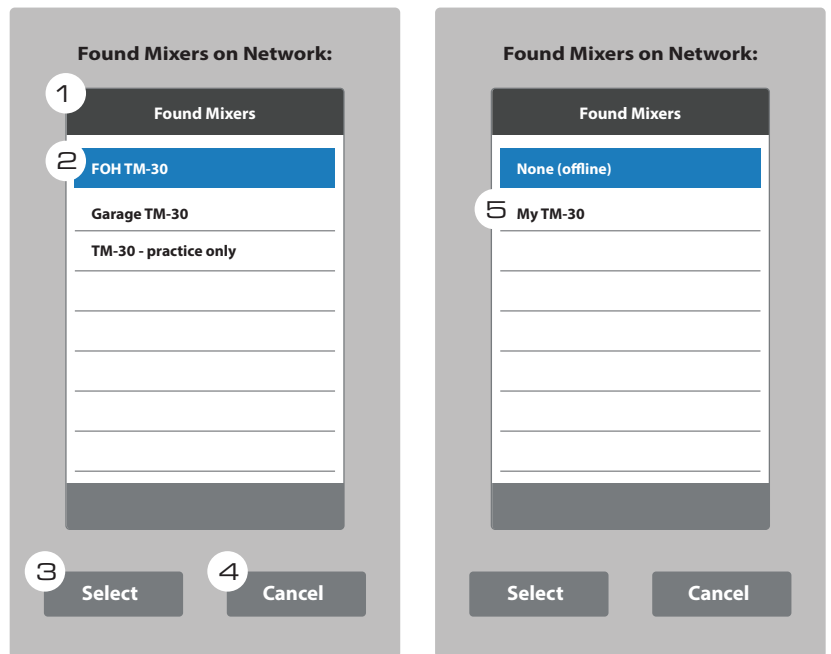 Found Mixers on Network:
1
Found Mixers
2
FOH TM-30
Garage TM-30
TM-30 - practice only
3
Select
4
Cancel
Found Mixers on Network:
Found Mixers
None (offline)
5
My TM-30
Select
Cancel